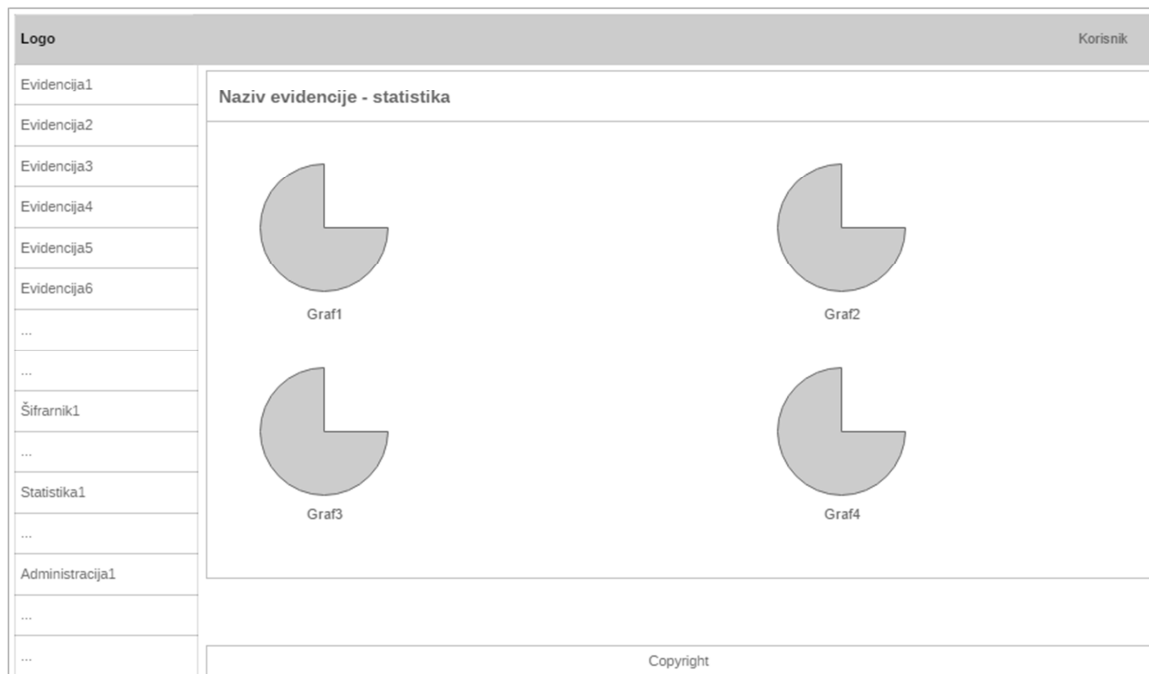 Logo
Korisnik
Evidencija1
Evidencija2
Evidencija3
Evidencija4
Evidencija5
Evidencija6
...
...
Šifrarnik1
...
Statistika1
...
Administracija1
...
...
Naziv evidencije - statistika
Graf1
Graf2
Graf3
Graf4
Copyright